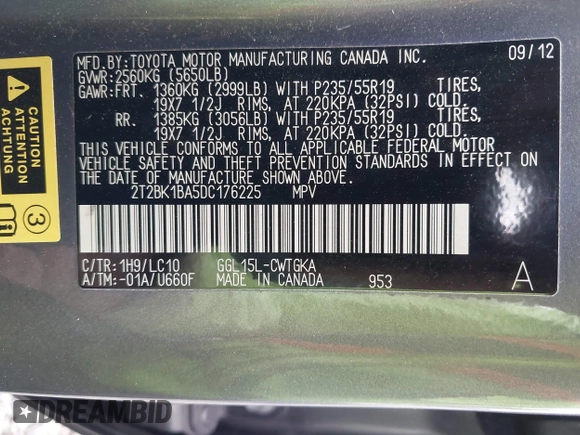 MFD.BY: TOYOTA MOTOR MANUFACTURING CANADA INC. 09/12
GVWR: 2560KG (5650LB)
GAWR: FRT. 1360KG (2999LB) WITH P235/55R19 TIRES,
19X7 1/2J RIMS, AT 220KPA (32PSI) COLD.
RR. 1385KG (3056LB) WITH P235/55R19 TIRES,
19X7 1/2J RIMS, AT 220KPA (32PSI) COLD.
THIS VEHICLE CONFORMS TO ALL APPLICABLE FEDERAL MOTOR
VEHICLE SAFETY AND THEFT PREVENTION STANDARDS IN EFFECT ON
THE DATE OF MANUFACTURE SHOWN ABOVE.
2T2BK1BA5DC176225 MPV
C/TR: 1H9/LC10 GGL15L-CWTGKA
A/TM: -01A/U660F MADE IN CANADA 953 A
CAUTION
ATTENTION
ACHTUNG
3
DREAMBID